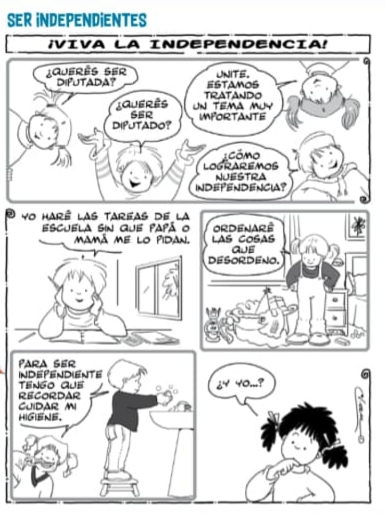 SER INDEPENDIENTES
¡VIVA LA INDEPENDENCIA!
¿QUERÉS SER
DIPUTADA?
¿QUERÉS
SER
DIPUTADO?
UNITE,
ESTAMOS
TRATANDO
UN TEMA MUY
IMPORTANTE
¿CÓMO
LOGRAREMOS
NUESTRA
INDEPENDENCIA?
YO HARÉ LAS TAREAS DE LA
ESCUELA SIN QUE PAPÁ O
MAMÁ ME LO PIDAN.
ORDENARÉ
LAS COSAS
QUE
DESORDENO.
PARA SER
INDEPENDIENTE
TENGO QUE
RECORDAR
CUIDAR MI
HIGIENE.
¿Y YO...?